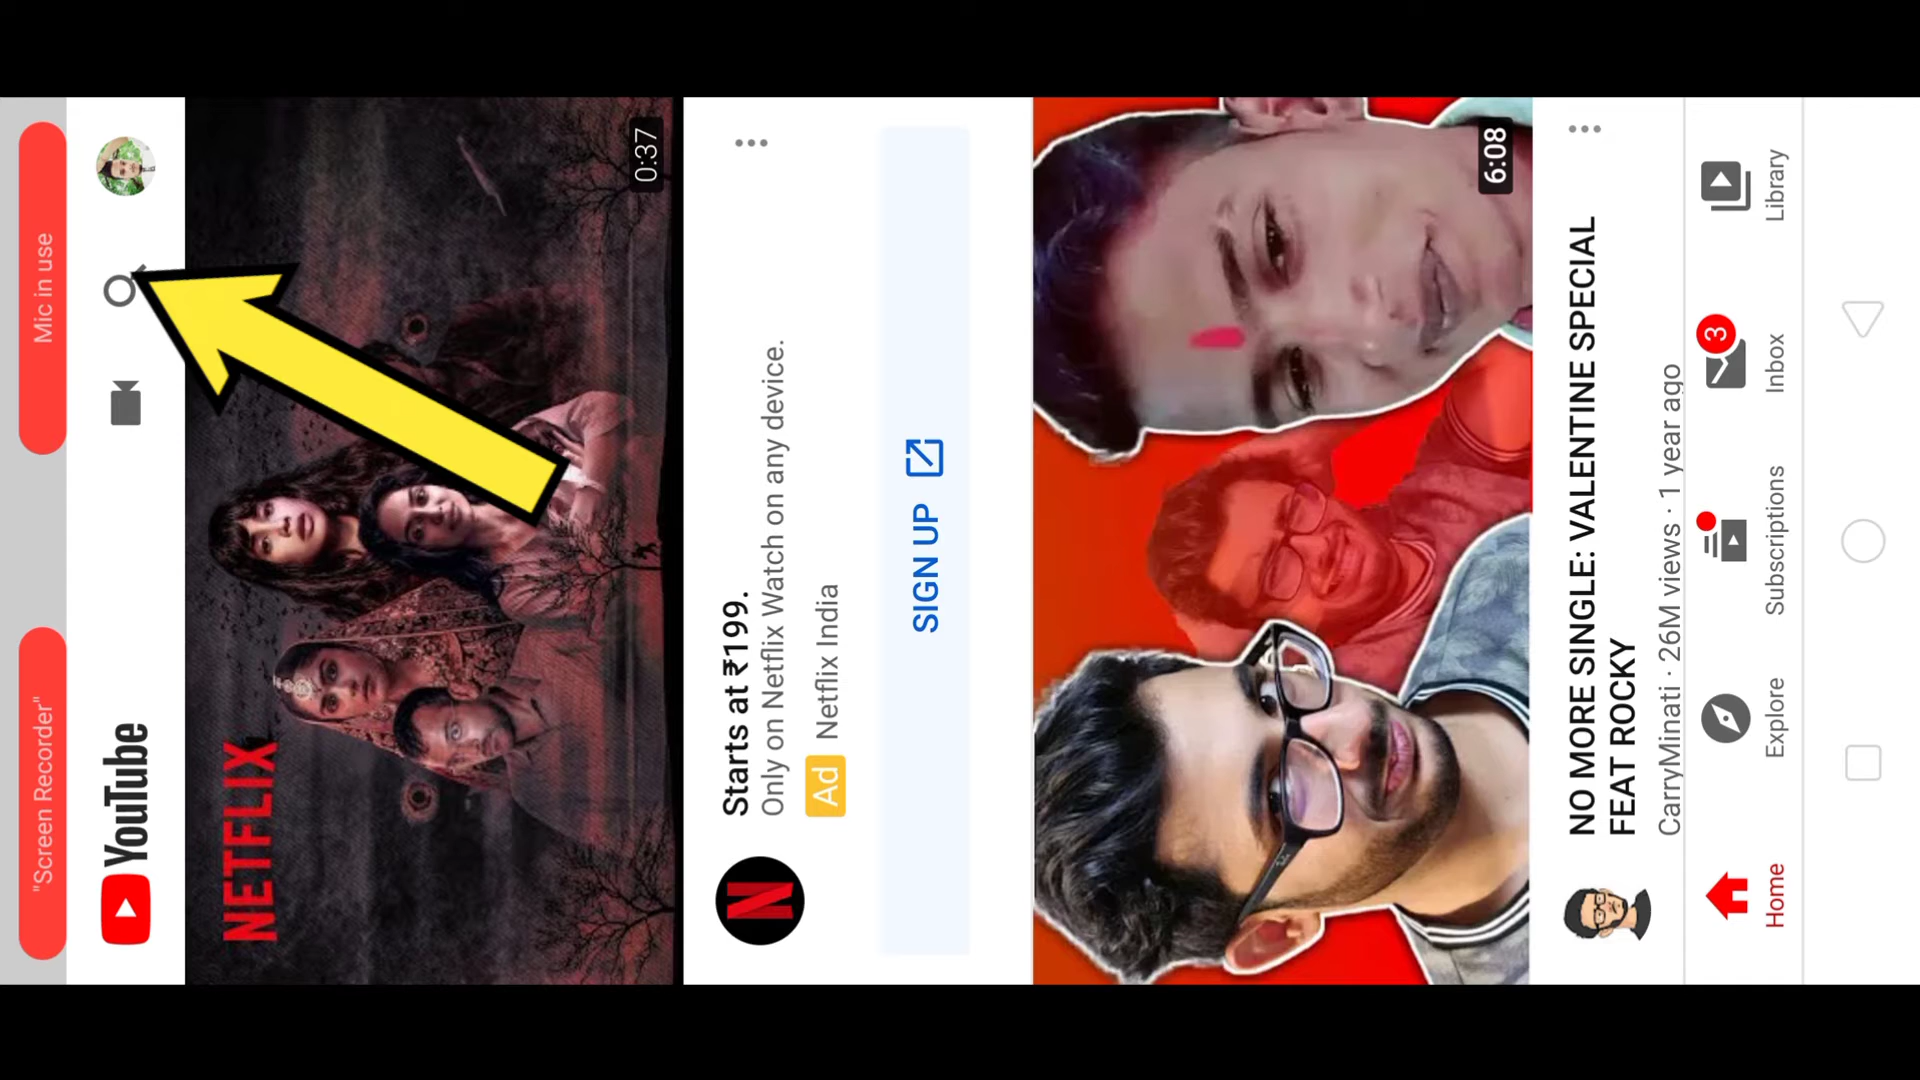 "Screen Recorder"
Mic in use
YouTube
NETFLIX
0:37
Starts at ₹199.
Only on Netflix Watch on any device.
Ad Netflix India
N
SIGN UP
6:08
NO MORE SINGLE: VALENTINE SPECIAL
FEAT ROCKY
CarryMinati · 26M views · 1 year ago
3
Home
Explore
Subscriptions
Inbox
Library